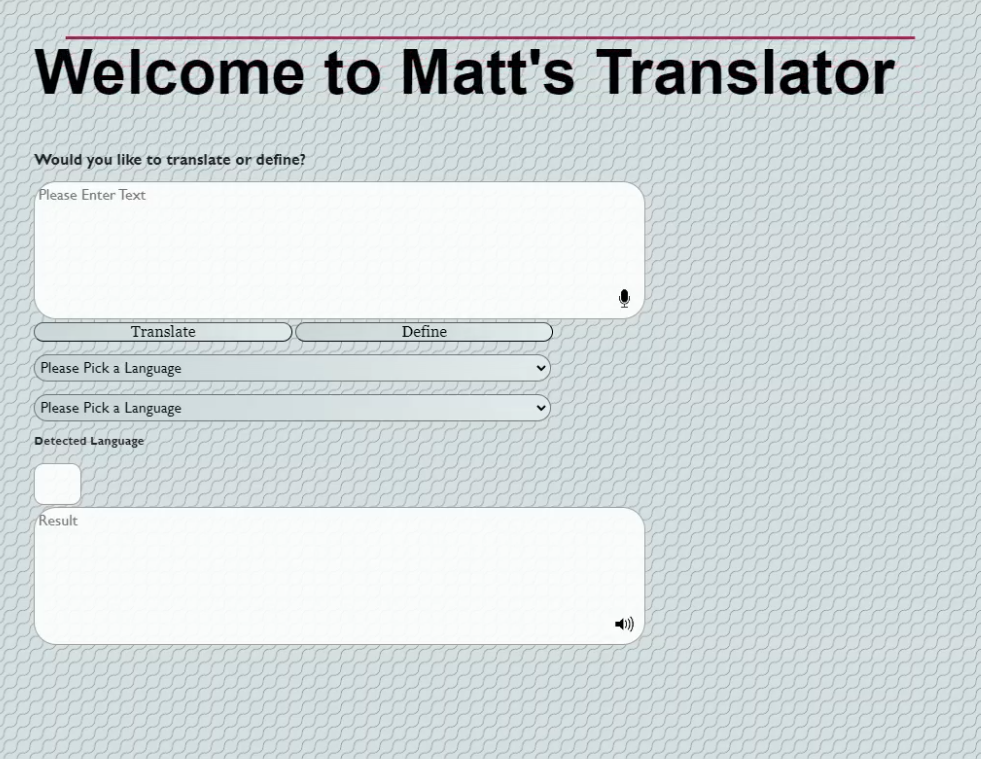 Welcome to Matt's Translator
Would you like to translate or define?
Please Enter Text
Translate Define
Please Pick a Language
Please Pick a Language
Detected Language
Result